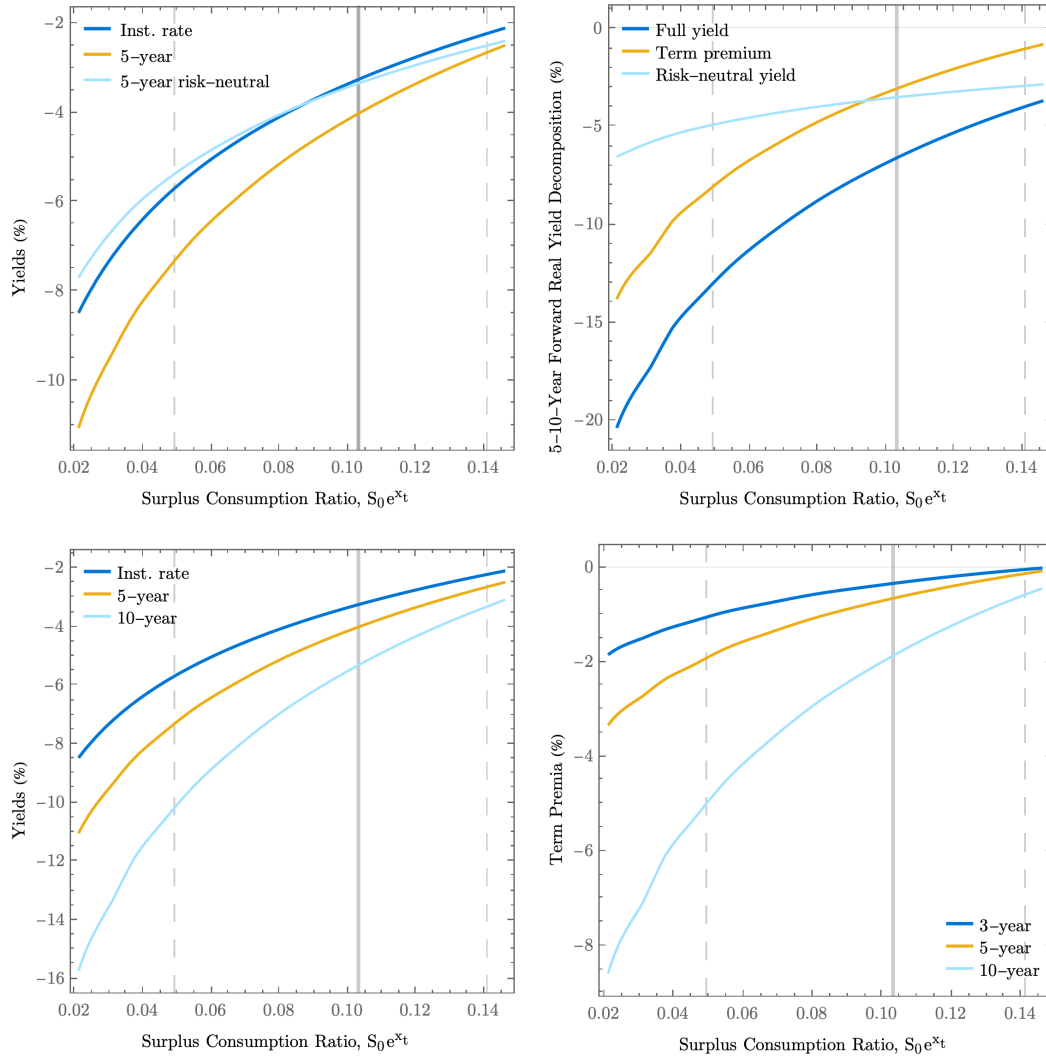 Inst. rate
5–year
5–year risk–neutral
−2
−4
−6
−8
−10
Yields (%)
0.02 0.04 0.06 0.08 0.10 0.12 0.14
Surplus Consumption Ratio, S₀eˣᵗ
Full yield
Term premium
Risk–neutral yield
0
−5
−10
−15
−20
5–10–Year Forward Real Yield Decomposition (%)
0.02 0.04 0.06 0.08 0.10 0.12 0.14
Surplus Consumption Ratio, S₀eˣᵗ
Inst. rate
5–year
10–year
−2
−4
−6
−8
−10
−12
−14
−16
Yields (%)
0.02 0.04 0.06 0.08 0.10 0.12 0.14
Surplus Consumption Ratio, S₀eˣᵗ
0
−2
−4
−6
−8
Term Premia (%)
3–year
5–year
10–year
0.02 0.04 0.06 0.08 0.10 0.12 0.14
Surplus Consumption Ratio, S₀eˣᵗ